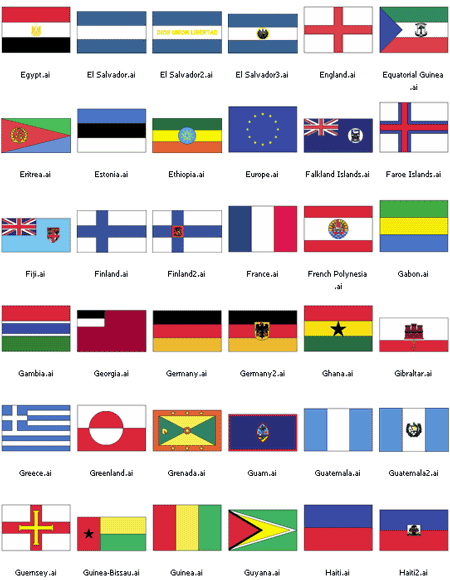 DIOS UNION LIBERTAD
Egypt.ai
El Salvador.ai
El Salvador2.ai
El Salvador3.ai
England.ai
Equatorial Guinea
.ai
Eritrea.ai
Estonia.ai
Ethiopia.ai
Europe.ai
Falkland Islands.ai
Faroe Islands.ai
Fiji.ai
Finland.ai
Finland2.ai
France.ai
French Polynesia
.ai
Gabon.ai
Gambia.ai
Georgia.ai
Germany.ai
Germany2.ai
Ghana.ai
Gibraltar.ai
Greece.ai
Greenland.ai
Grenada.ai
Guam.ai
Guatemala.ai
Guatemala2.ai
Guernsey.ai
Guinea-Bissau.ai
Guinea.ai
Guyana.ai
Haiti.ai
Haiti2.ai